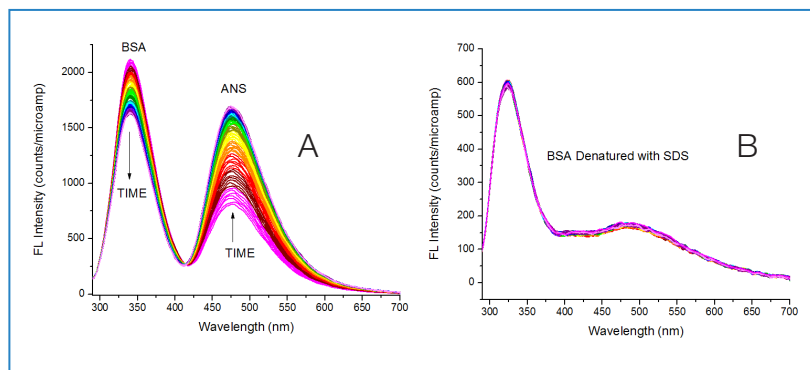 BSA
ANS
A
TIME
TIME
FL Intensity (counts/microamp)
2000
1500
1000
500
0
300 350 400 450 500 550 600 650 700
Wavelength (nm)
B
BSA Denatured with SDS
FL Intensity (counts/microamp)
700
600
500
400
300
200
100
0
300 350 400 450 500 550 600 650 700
Wavelength (nm)